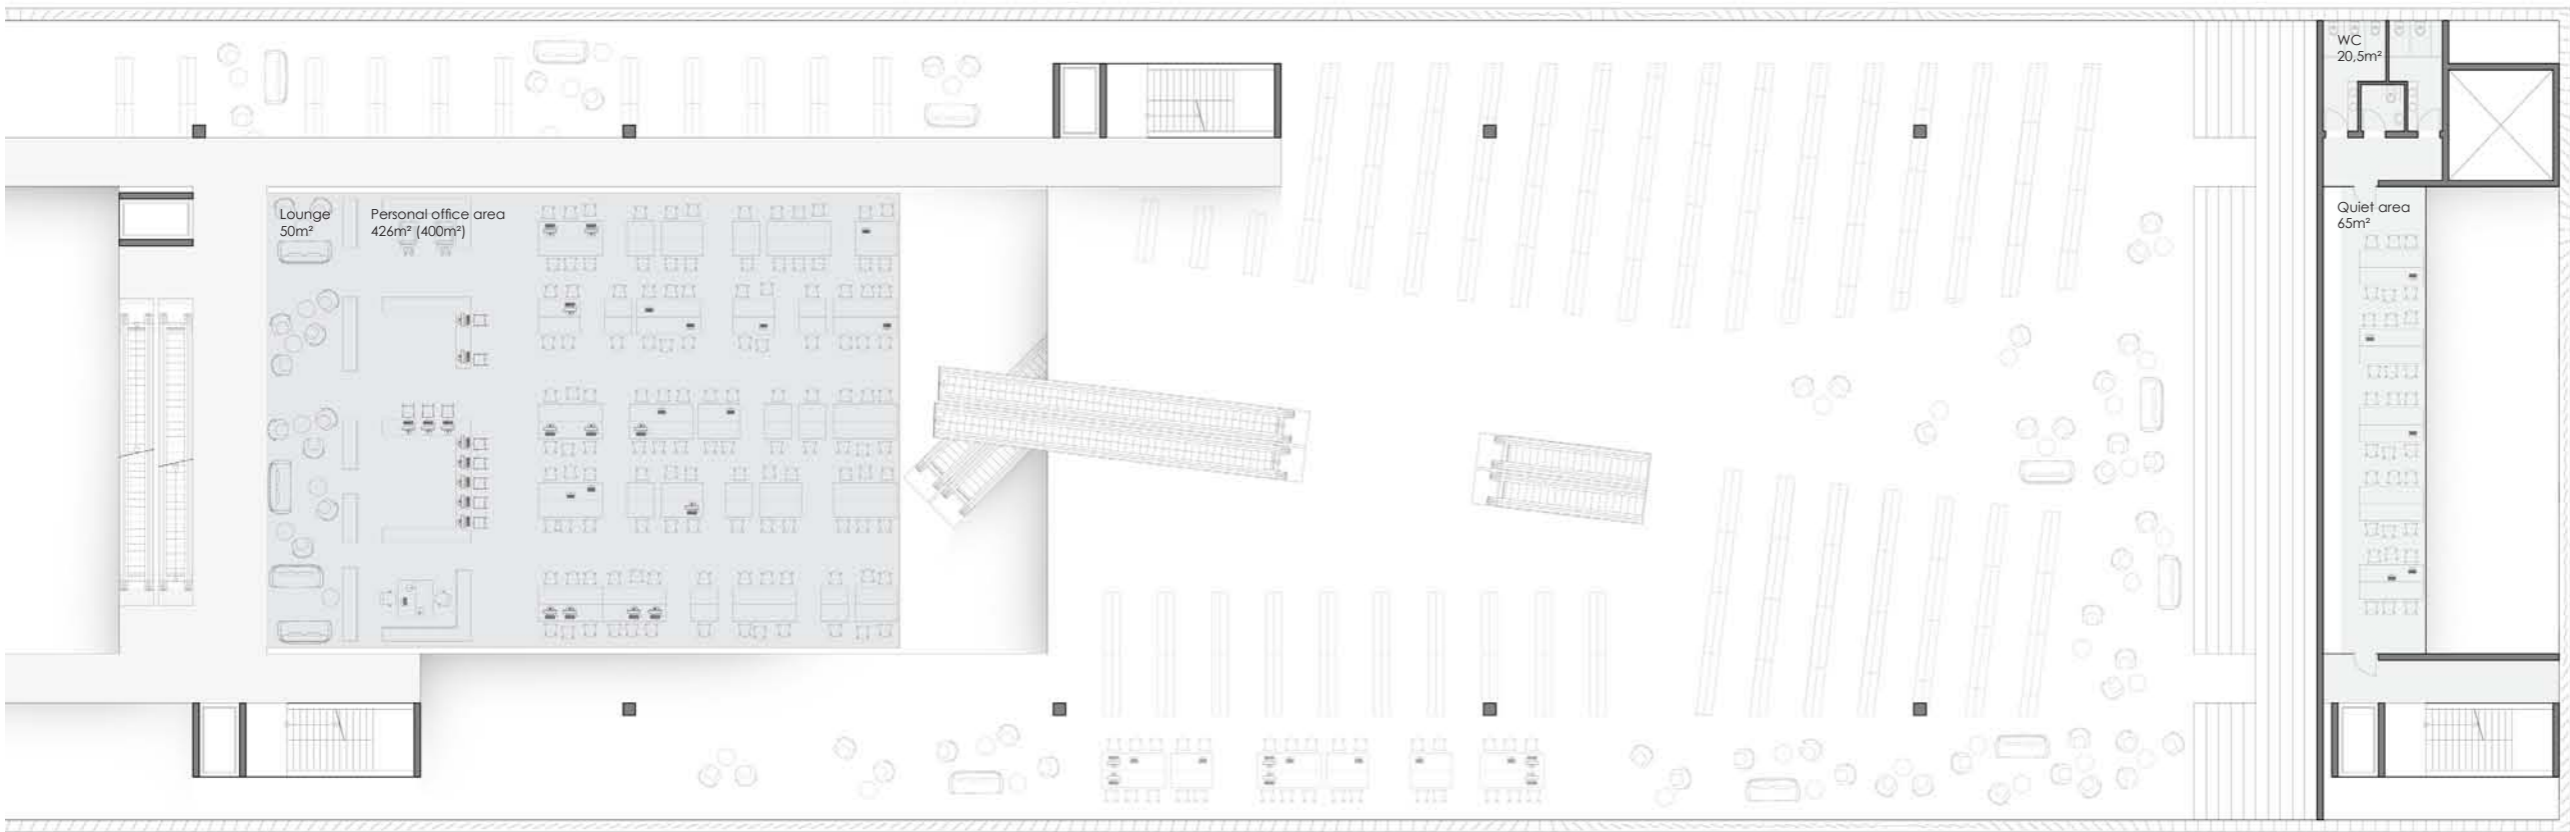 Lounge
50m²
Personal office area
426m² (400m²)
WC
20,5m²
Quiet area
65m²